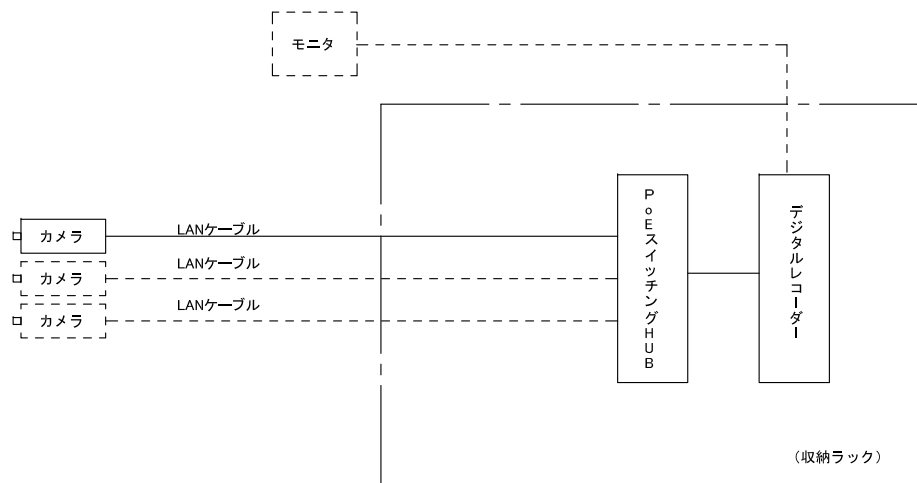 モニタ
カメラ
LANケーブル
カメラ
LANケーブル
カメラ
LANケーブル
PoEスイッチングHUB
デジタルレコーダー
(収納ラック)